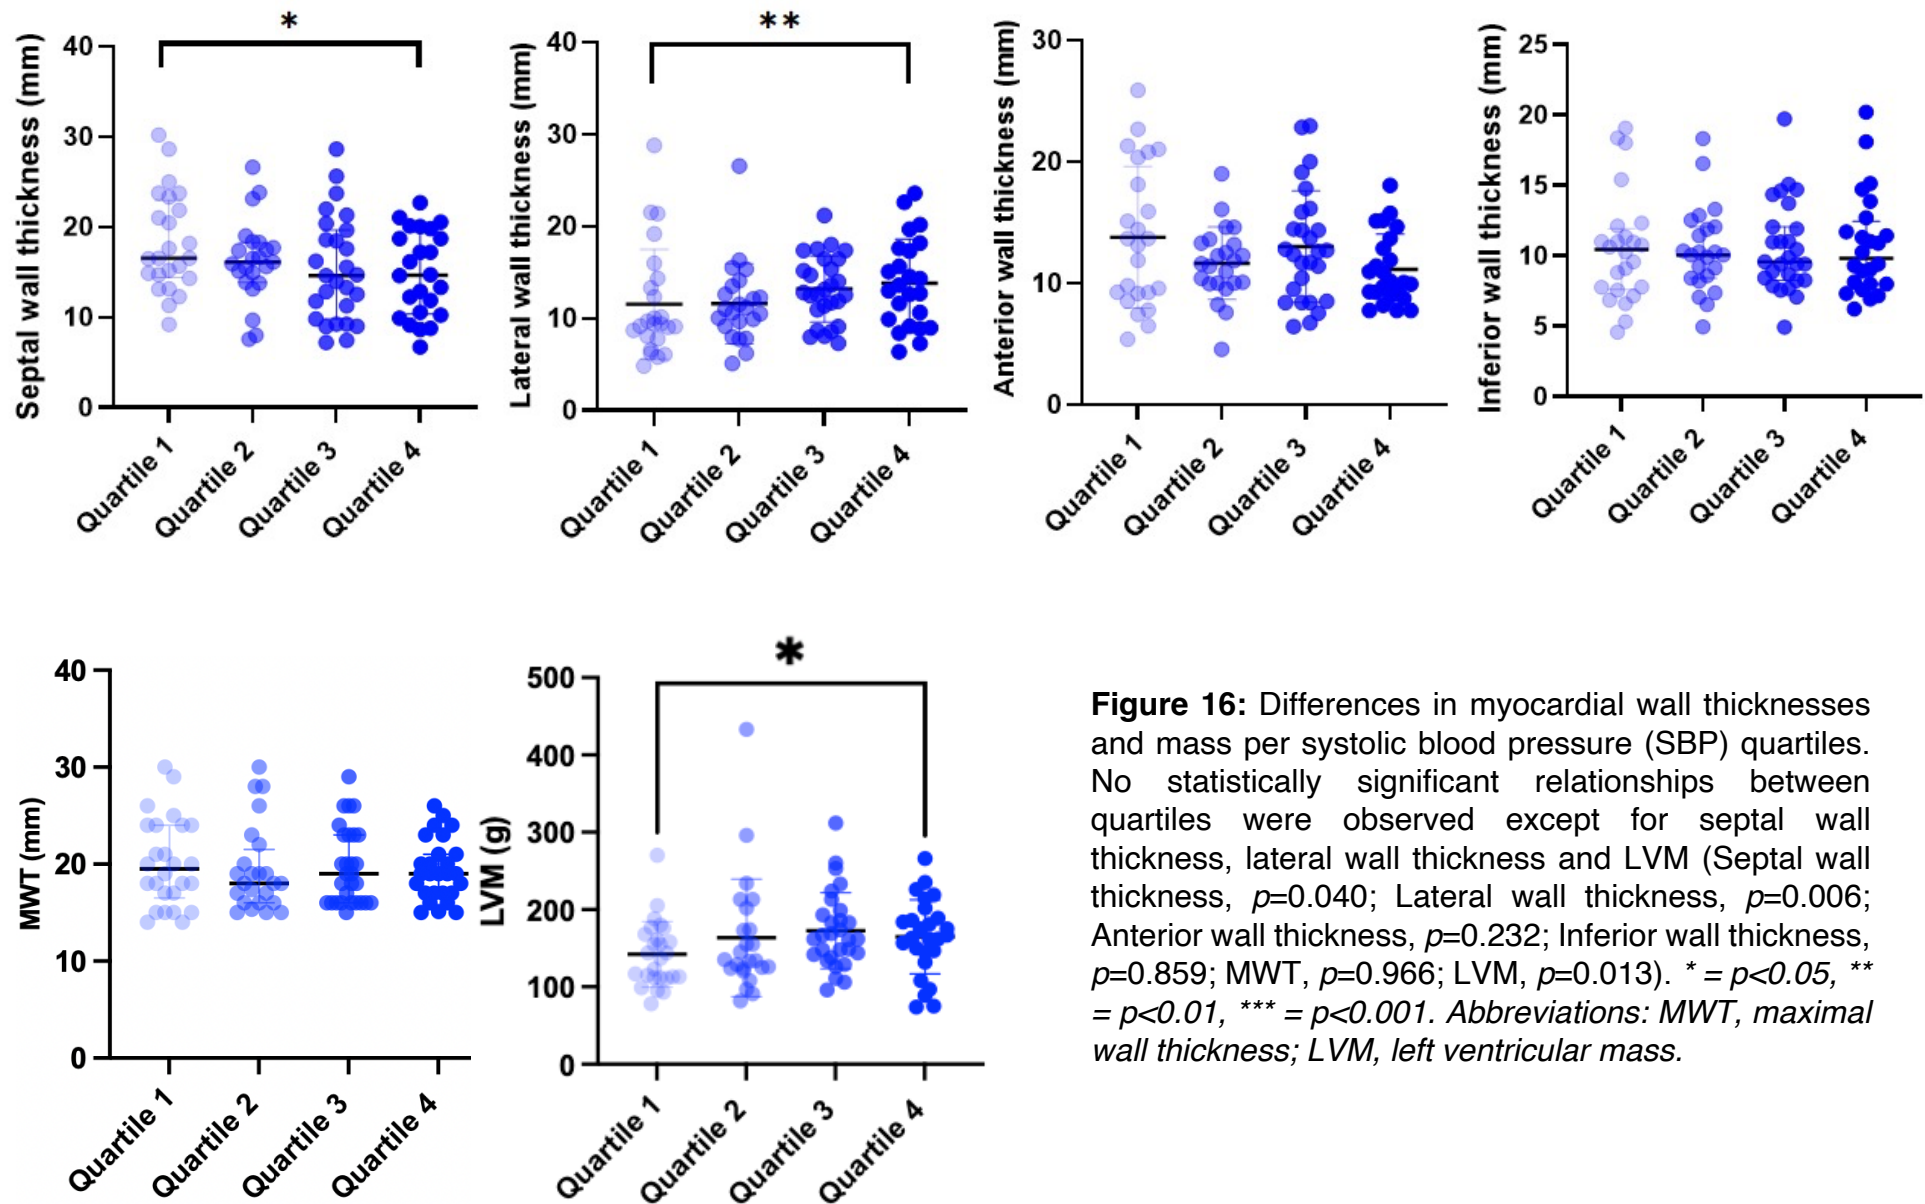 *
Septal wall thickness (mm)
40
30
20
10
0
Quartile 1
Quartile 2
Quartile 3
Quartile 4
**
Lateral wall thickness (mm)
40
30
20
10
0
Quartile 1
Quartile 2
Quartile 3
Quartile 4
Anterior wall thickness (mm)
30
20
10
0
Quartile 1
Quartile 2
Quartile 3
Quartile 4
Inferior wall thickness (mm)
25
20
15
10
5
0
Quartile 1
Quartile 2
Quartile 3
Quartile 4
MWT (mm)
40
30
20
10
0
Quartile 1
Quartile 2
Quartile 3
Quartile 4
*
LVM (g)
500
400
300
200
100
0
Quartile 1
Quartile 2
Quartile 3
Quartile 4
Figure 16: Differences in myocardial wall thicknesses
and mass per systolic blood pressure (SBP) quartiles.
No statistically significant relationships between
quartiles were observed except for septal wall
thickness, lateral wall thickness and LVM (Septal wall
thickness, p=0.040; Lateral wall thickness, p=0.006;
Anterior wall thickness, p=0.232; Inferior wall thickness,
p=0.859; MWT, p=0.966; LVM, p=0.013). * = p<0.05, **
= p<0.01, *** = p<0.001. Abbreviations: MWT, maximal
wall thickness; LVM, left ventricular mass.